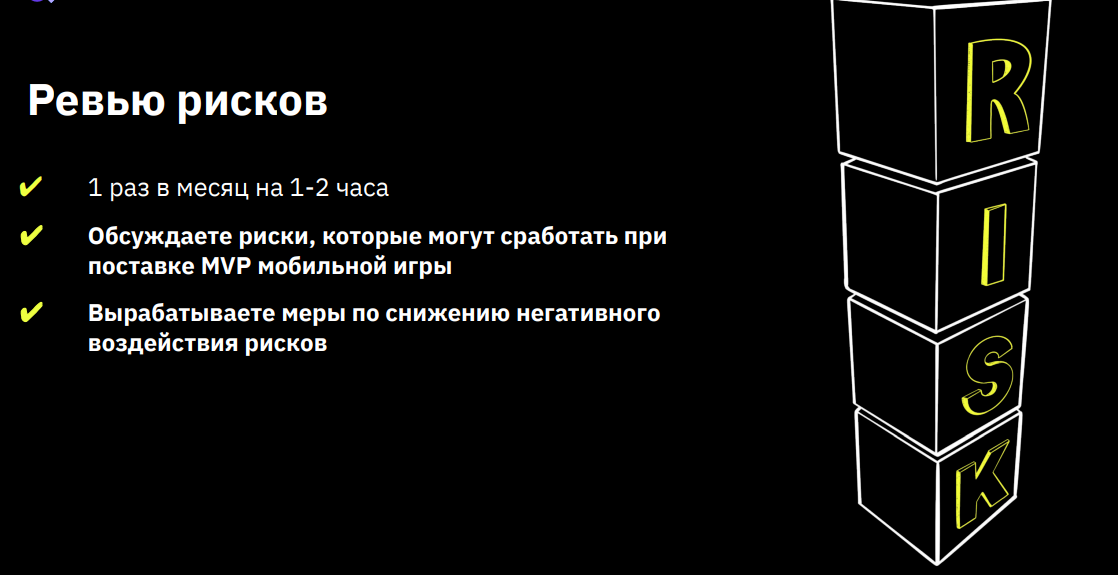 Ревью рисков
✔ 1 раз в месяц на 1-2 часа
✔ Обсуждаете риски, которые могут сработать при
поставке MVP мобильной игры
✔ Вырабатываете меры по снижению негативного
воздействия рисков
R
I
S
K